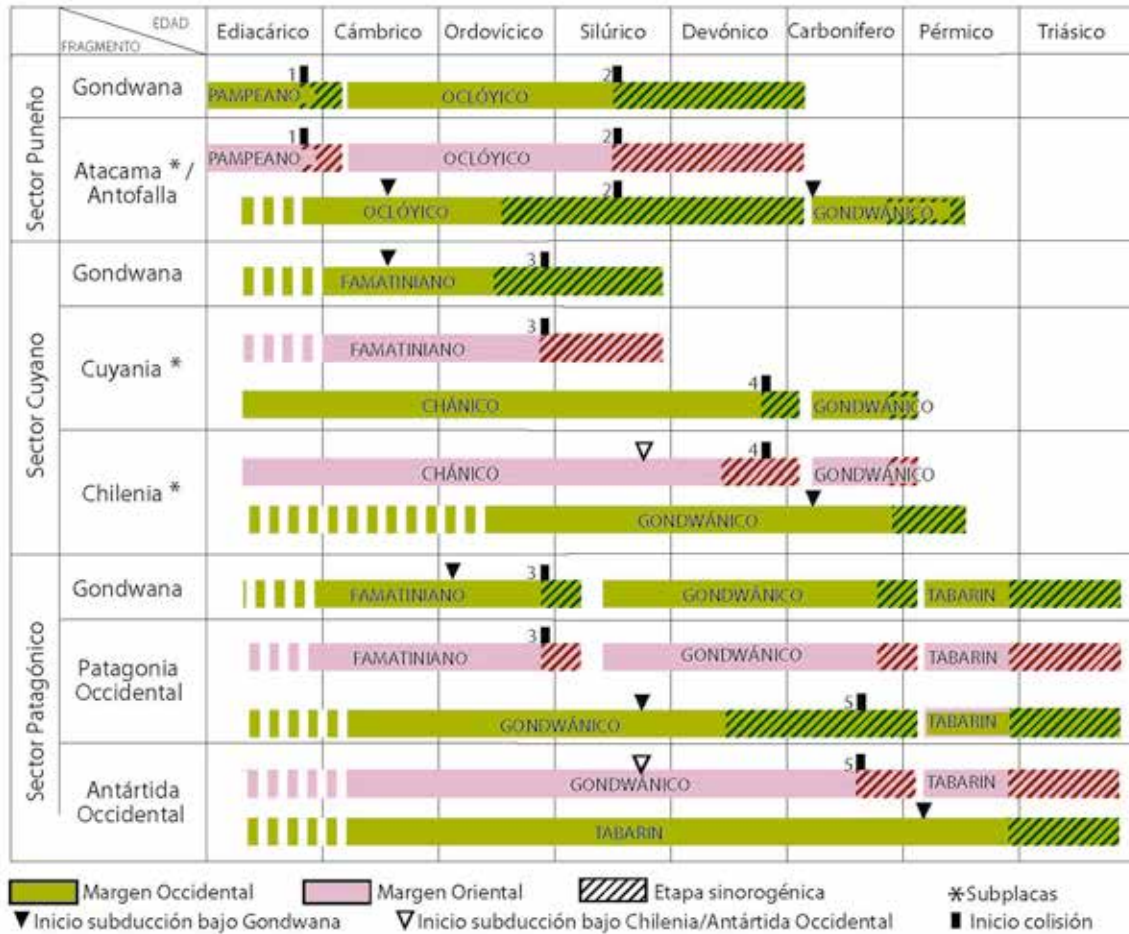 EDAD
FRAGMENTO
Ediacárico Cámbrico Ordovícico Silúrico Devónico Carbonífero Pérmico Triásico
Sector Puneño
Gondwana
1 2
PAMPEANO OCLÓYICO
Atacama * /
Antofalla
1 2
PAMPEANO OCLÓYICO
2
OCLÓYICO GONDWÁNICO
Sector Cuyano
Gondwana
3
FAMATINIANO
Cuyania *
3
FAMATINIANO
4
CHÁNICO GONDWÁNICO
Chilenia *
4
CHÁNICO GONDWÁNICO
GONDWÁNICO
Sector Patagónico
Gondwana
3
FAMATINIANO GONDWÁNICO TABARIN
Patagonia
Occidental
3
FAMATINIANO GONDWÁNICO TABARIN
5
GONDWÁNICO TABARIN
Antártida
Occidental
5
GONDWÁNICO TABARIN
TABARIN
Margen Occidental Margen Oriental Etapa sinorogénica *Subplacas
Inicio subducción bajo Gondwana Inicio subducción bajo Chilenia/Antártida Occidental Inicio colisión